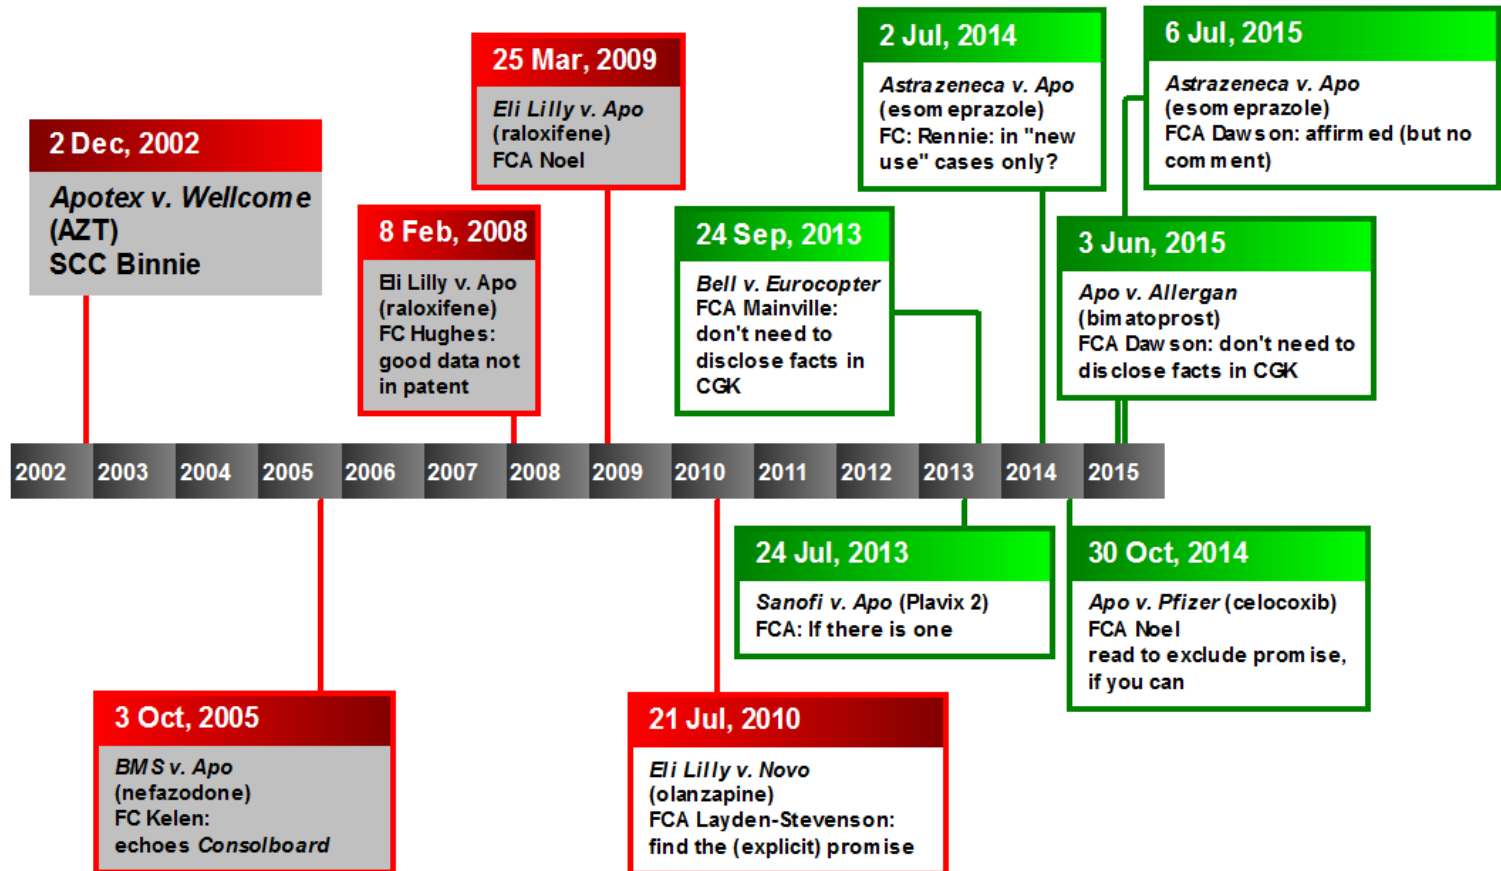 2 Dec, 2002
Apotex v. Wellcome
(AZT)
SCC Binnie
25 Mar, 2009
Eli Lilly v. Apo
(raloxifene)
FCA Noel
8 Feb, 2008
Eli Lilly v. Apo
(raloxifene)
FC Hughes:
good data not
in patent
2 Jul, 2014
Astrazeneca v. Apo
(esomeprazole)
FC: Rennie: in "new
use" cases only?
6 Jul, 2015
Astrazeneca v. Apo
(esomeprazole)
FCA Dawson: affirmed (but no
comment)
24 Sep, 2013
Bell v. Eurocopter
FCA Mainville:
don't need to
disclose facts in
CGK
3 Jun, 2015
Apo v. Allergan
(bimatoprost)
FCA Dawson: don't need to
disclose facts in CGK
2002 2003 2004 2005 2006 2007 2008 2009 2010 2011 2012 2013 2014 2015
24 Jul, 2013
Sanofi v. Apo (Plavix 2)
FCA: If there is one
30 Oct, 2014
Apo v. Pfizer (celocoxib)
FCA Noel
read to exclude promise,
if you can
3 Oct, 2005
BMS v. Apo
(nefazodone)
FC Kelen:
echoes Consolboard
21 Jul, 2010
Eli Lilly v. Novo
(olanzapine)
FCA Layden-Stevenson:
find the (explicit) promise